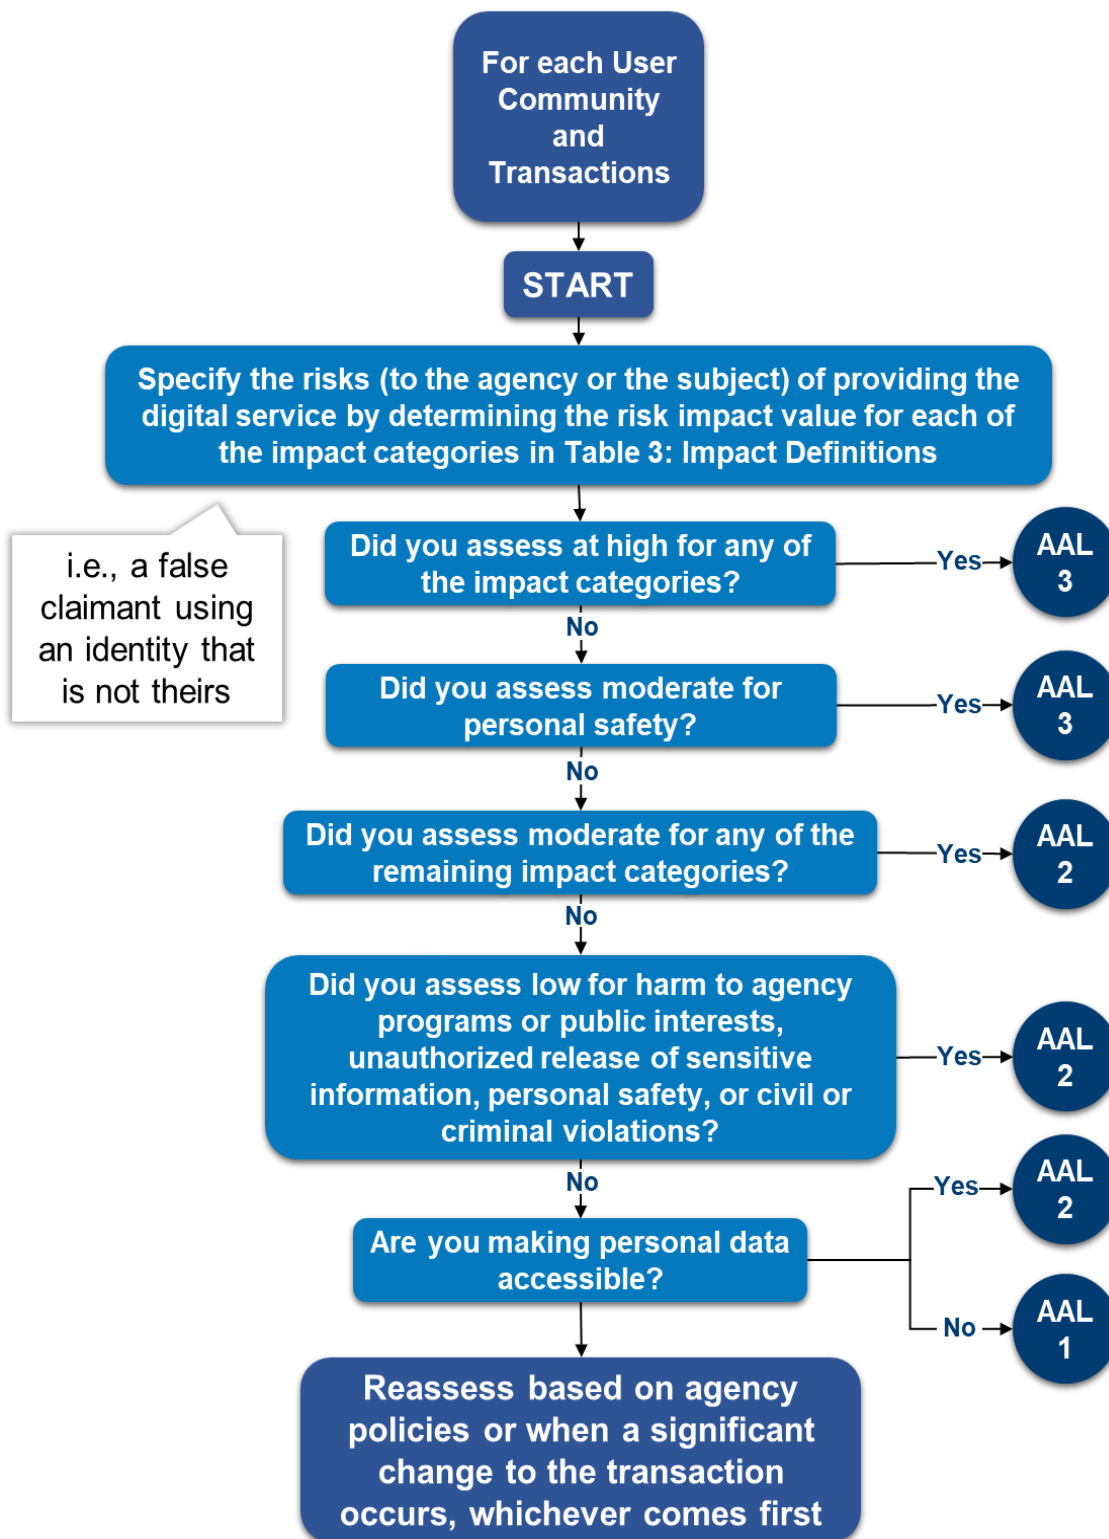 For each User
Community
and
Transactions
START
Specify the risks (to the agency or the subject) of providing the
digital service by determining the risk impact value for each of
the impact categories in Table 3: Impact Definitions
i.e., a false
claimant using
an identity that
is not theirs
Did you assess at high for any of
the impact categories?
Yes
AAL
3
No
Did you assess moderate for
personal safety?
Yes
AAL
3
No
Did you assess moderate for any of the
remaining impact categories?
Yes
AAL
2
No
Did you assess low for harm to agency
programs or public interests,
unauthorized release of sensitive
information, personal safety, or civil or
criminal violations?
Yes
AAL
2
No
Are you making personal data
accessible?
Yes
AAL
2
No
AAL
1
Reassess based on agency
policies or when a significant
change to the transaction
occurs, whichever comes first